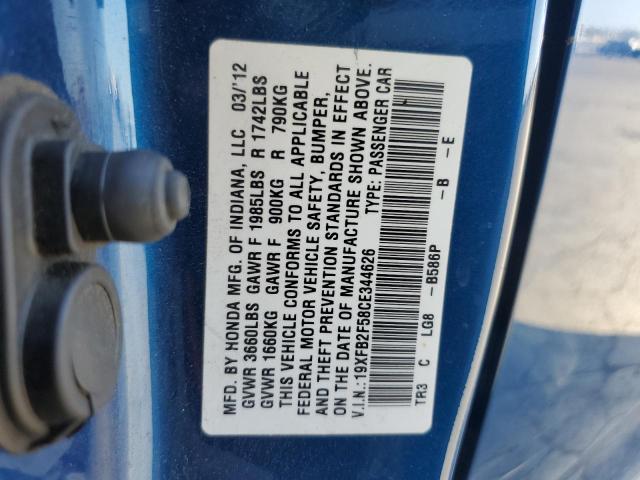 MFD. BY HONDA MFG. OF INDIANA, LLC 03/'12
GVWR 3660LBS GAWR F 1985LBS R 1742LBS
GVWR 1660KG GAWR F 900KG R 790KG
THIS VEHICLE CONFORMS TO ALL APPLICABLE
FEDERAL MOTOR VEHICLE SAFETY, BUMPER,
AND THEFT PREVENTION STANDARDS IN EFFECT
ON THE DATE OF MANUFACTURE SHOWN ABOVE.
V.I.N.: 19XFB2F58CE344626 TYPE: PASSENGER CAR
TR3 C LG8 -B586P -B -E